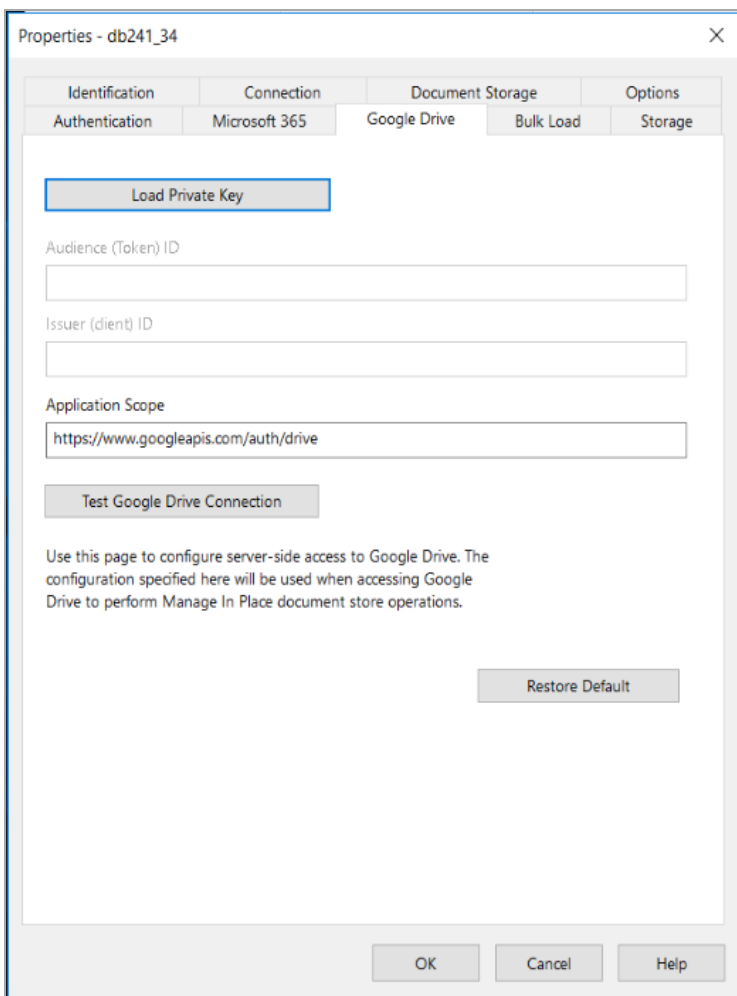 Properties - db241_34
Identification Connection Document Storage Options
Authentication Microsoft 365 Google Drive Bulk Load Storage
Load Private Key
Audience (Token) ID
Issuer (client) ID
Application Scope
https://www.googleapis.com/auth/drive
Test Google Drive Connection
Use this page to configure server-side access to Google Drive. The
configuration specified here will be used when accessing Google
Drive to perform Manage In Place document store operations.
Restore Default
OK Cancel Help